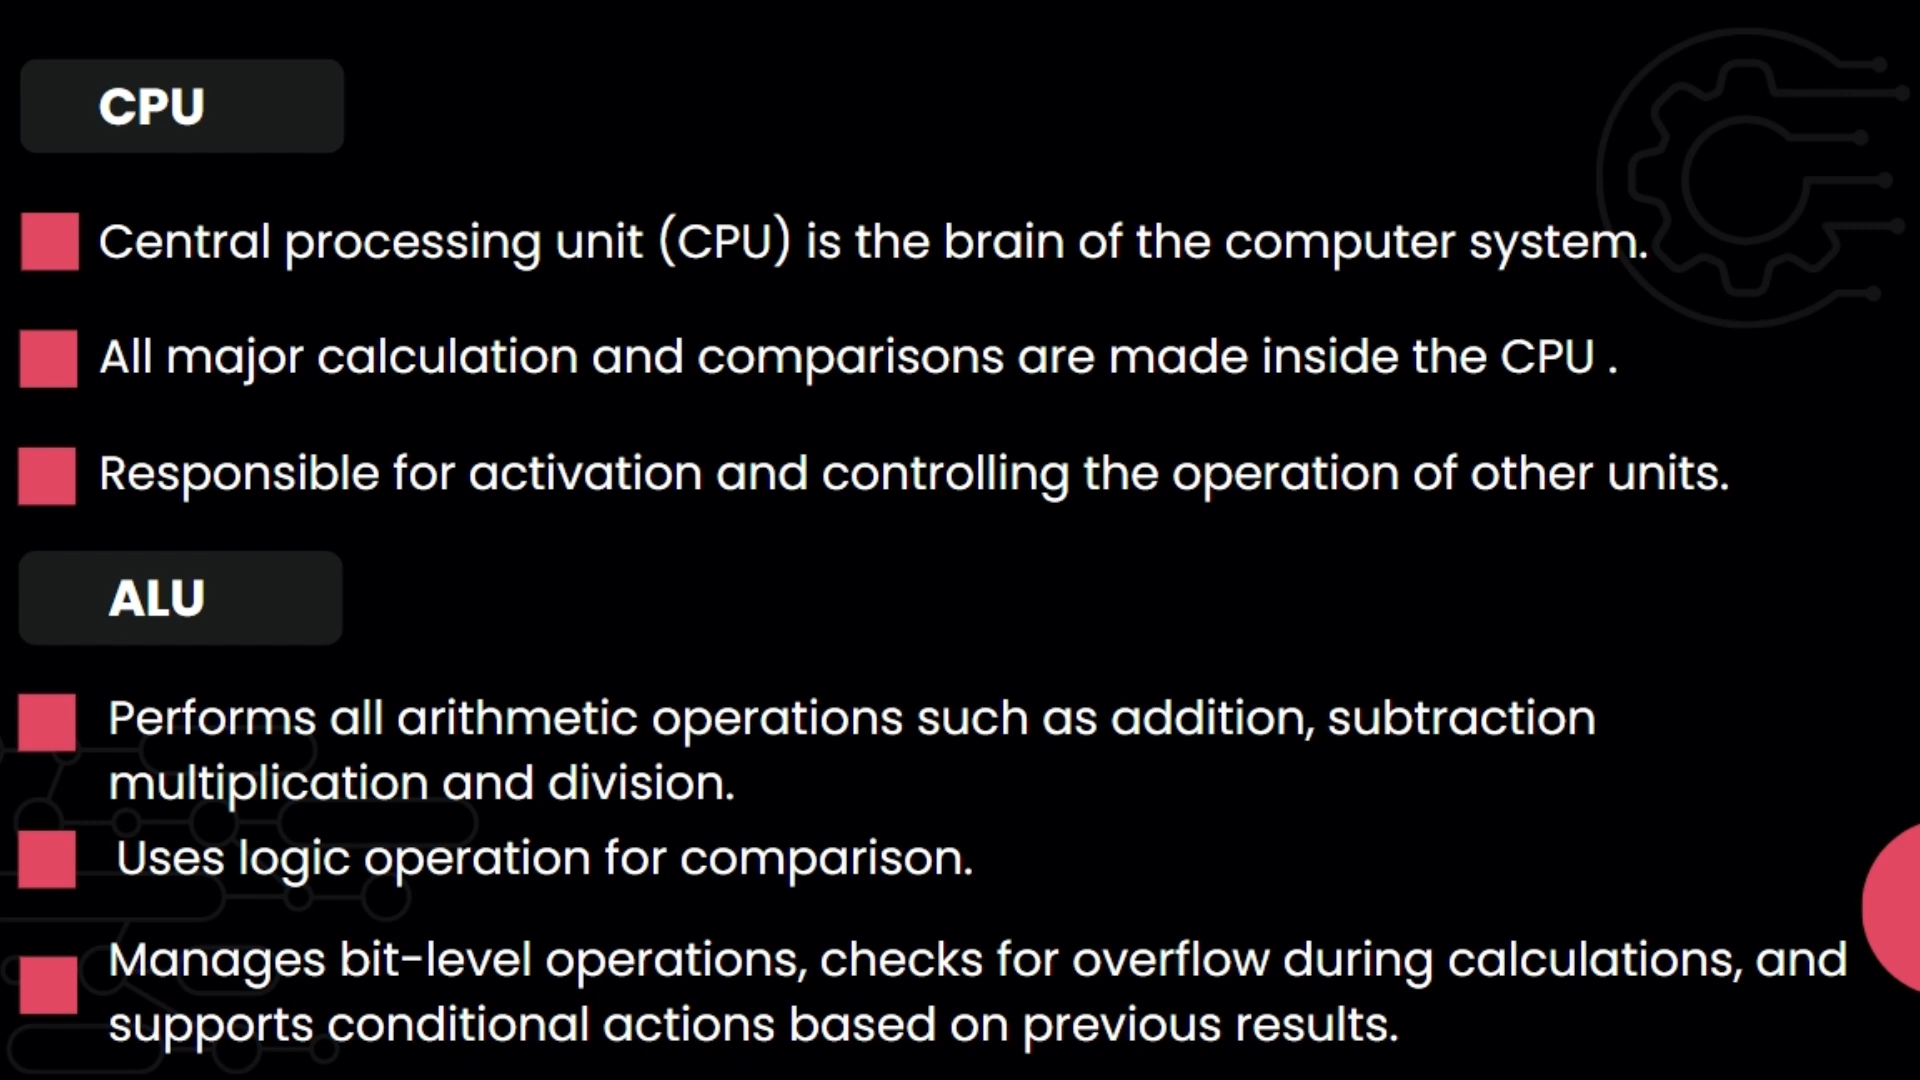 CPU
Central processing unit (CPU) is the brain of the computer system.
All major calculation and comparisons are made inside the CPU .
Responsible for activation and controlling the operation of other units.
ALU
Performs all arithmetic operations such as addition, subtraction
multiplication and division.
Uses logic operation for comparison.
Manages bit-level operations, checks for overflow during calculations, and
supports conditional actions based on previous results.